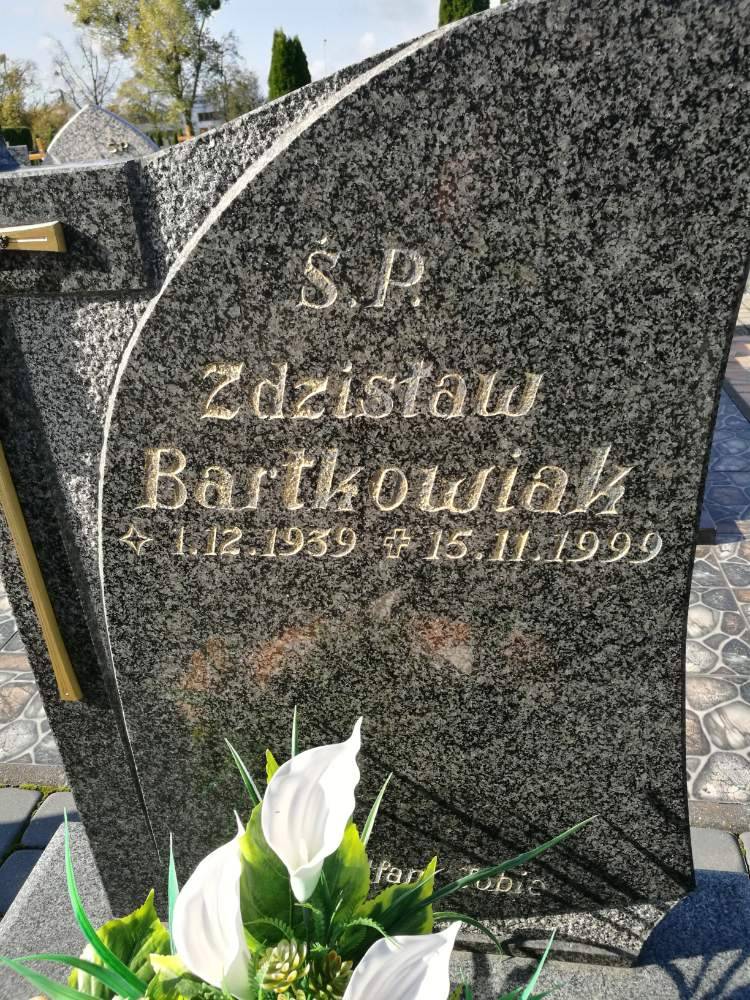 Ś.P.
Zdzisław
Bartkowiak
1.12.1939 15.11.1999